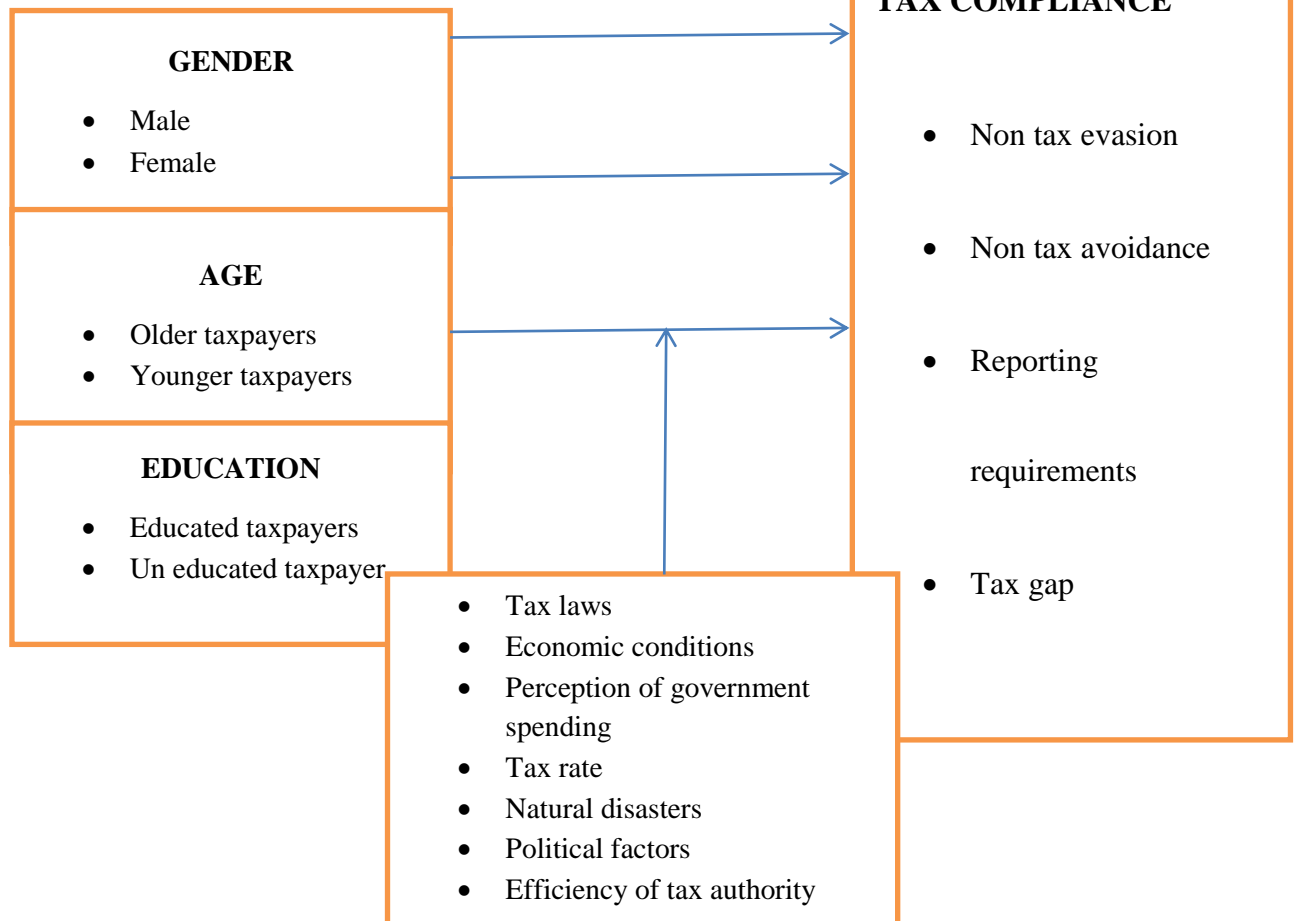 TAX COMPLIANCE
GENDER
• Male
• Female
AGE
• Older taxpayers
• Younger taxpayers
EDUCATION
• Educated taxpayers
• Un educated taxpayer
• Non tax evasion
• Non tax avoidance
• Reporting
requirements
• Tax gap
• Tax laws
• Economic conditions
• Perception of government
spending
• Tax rate
• Natural disasters
• Political factors
• Efficiency of tax authority